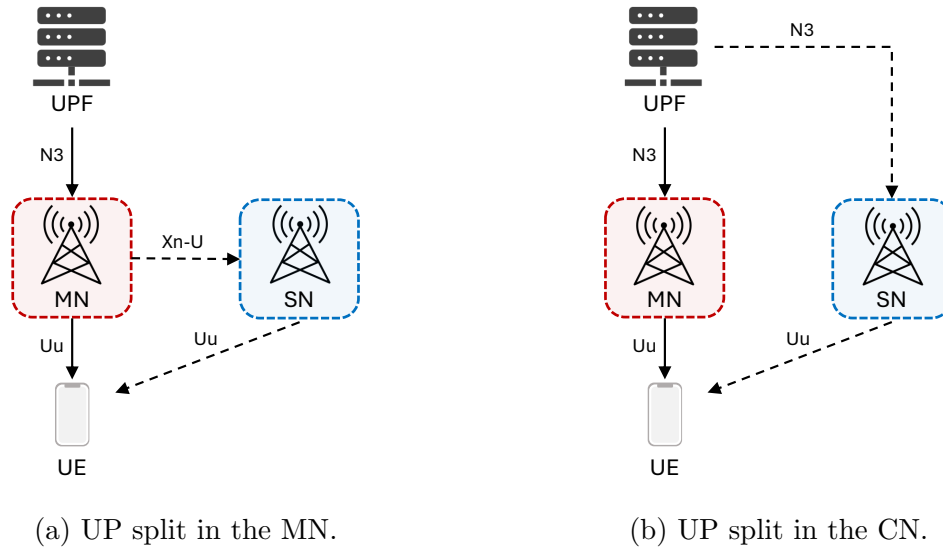 UPF
N3
MN
Xn-U
SN
Uu
Uu
UE
(a) UP split in the MN.
N3
UPF
N3
MN
SN
Uu
Uu
UE
(b) UP split in the CN.